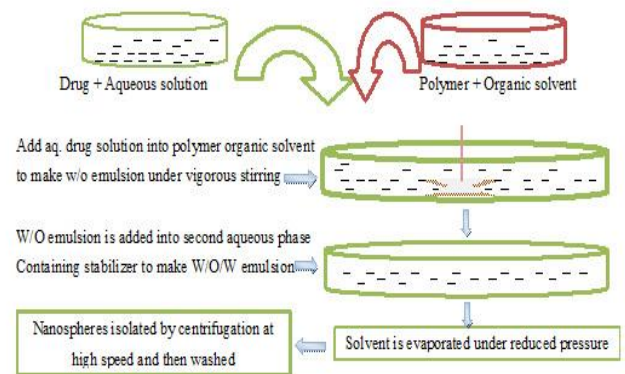 Drug + Aqueous solution
Polymer + Organic solvent
Add aq. drug solution into polymer organic solvent
to make w/o emulsion under vigorous stirring
W/O emulsion is added into second aqueous phase
Containing stabilizer to make W/O/W emulsion
Solvent is evaporated under reduced pressure
Nanospheres isolated by centrifugation at
high speed and then washed